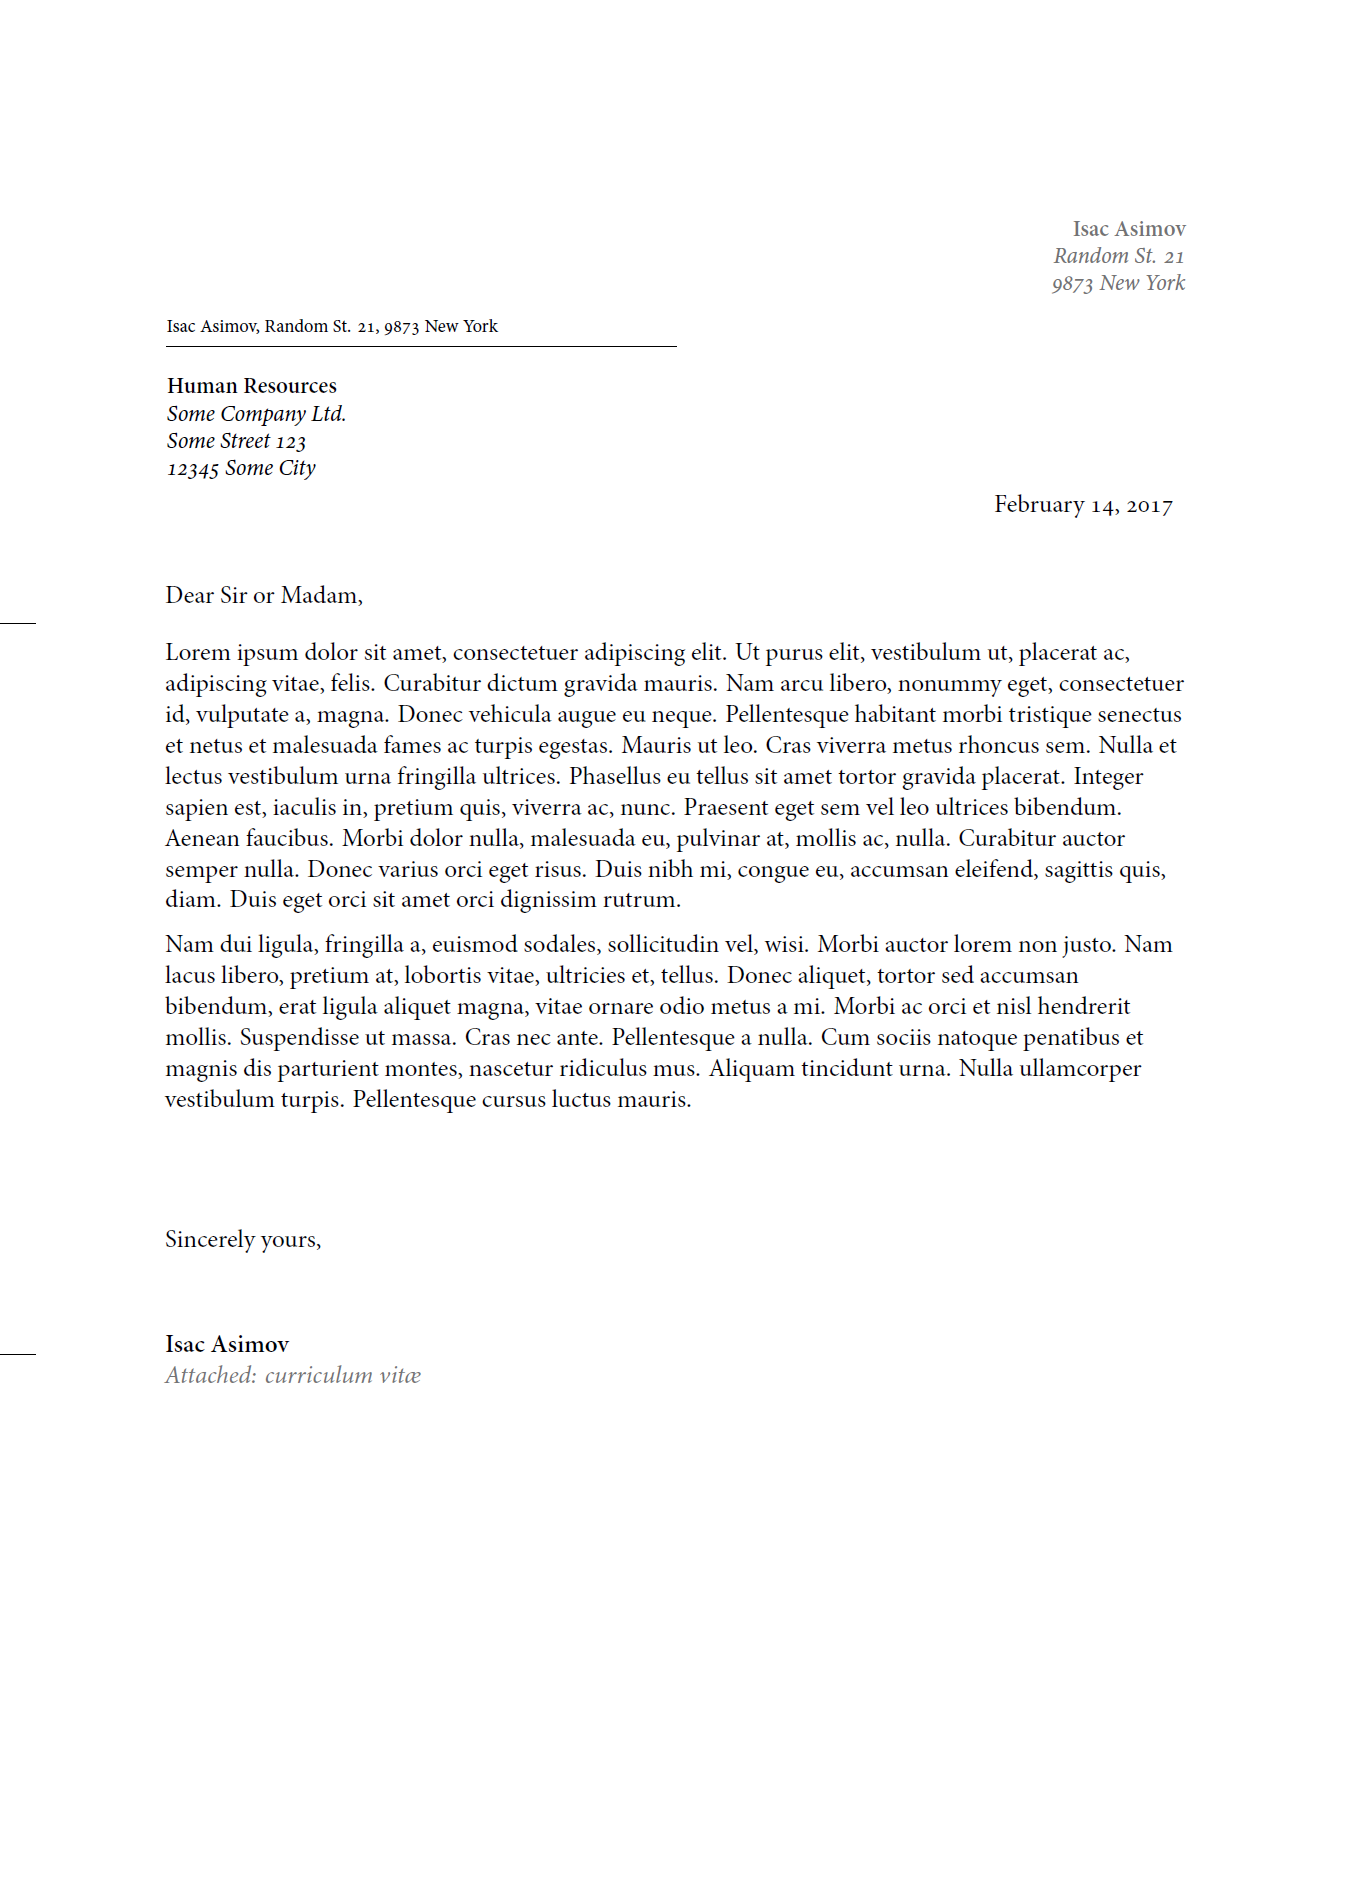 Isac Asimov
Random St. 21
9873 New York
Isac Asimov, Random St. 21, 9873 New York
Human Resources
Some Company Ltd.
Some Street 123
12345 Some City
February 14, 2017
Dear Sir or Madam,
Lorem ipsum dolor sit amet, consectetuer adipiscing elit. Ut purus elit, vestibulum ut, placerat ac,
adipiscing vitae, felis. Curabitur dictum gravida mauris. Nam arcu libero, nonummy eget, consectetuer
id, vulputate a, magna. Donec vehicula augue eu neque. Pellentesque habitant morbi tristique senectus
et netus et malesuada fames ac turpis egestas. Mauris ut leo. Cras viverra metus rhoncus sem. Nulla et
lectus vestibulum urna fringilla ultrices. Phasellus eu tellus sit amet tortor gravida placerat. Integer
sapien est, iaculis in, pretium quis, viverra ac, nunc. Praesent eget sem vel leo ultrices bibendum.
Aenean faucibus. Morbi dolor nulla, malesuada eu, pulvinar at, mollis ac, nulla. Curabitur auctor
semper nulla. Donec varius orci eget risus. Duis nibh mi, congue eu, accumsan eleifend, sagittis quis,
diam. Duis eget orci sit amet orci dignissim rutrum.
Nam dui ligula, fringilla a, euismod sodales, sollicitudin vel, wisi. Morbi auctor lorem non justo. Nam
lacus libero, pretium at, lobortis vitae, ultricies et, tellus. Donec aliquet, tortor sed accumsan
bibendum, erat ligula aliquet magna, vitae ornare odio metus a mi. Morbi ac orci et nisl hendrerit
mollis. Suspendisse ut massa. Cras nec ante. Pellentesque a nulla. Cum sociis natoque penatibus et
magnis dis parturient montes, nascetur ridiculus mus. Aliquam tincidunt urna. Nulla ullamcorper
vestibulum turpis. Pellentesque cursus luctus mauris.
Sincerely yours,
Isac Asimov
Attached: curriculum vitæ